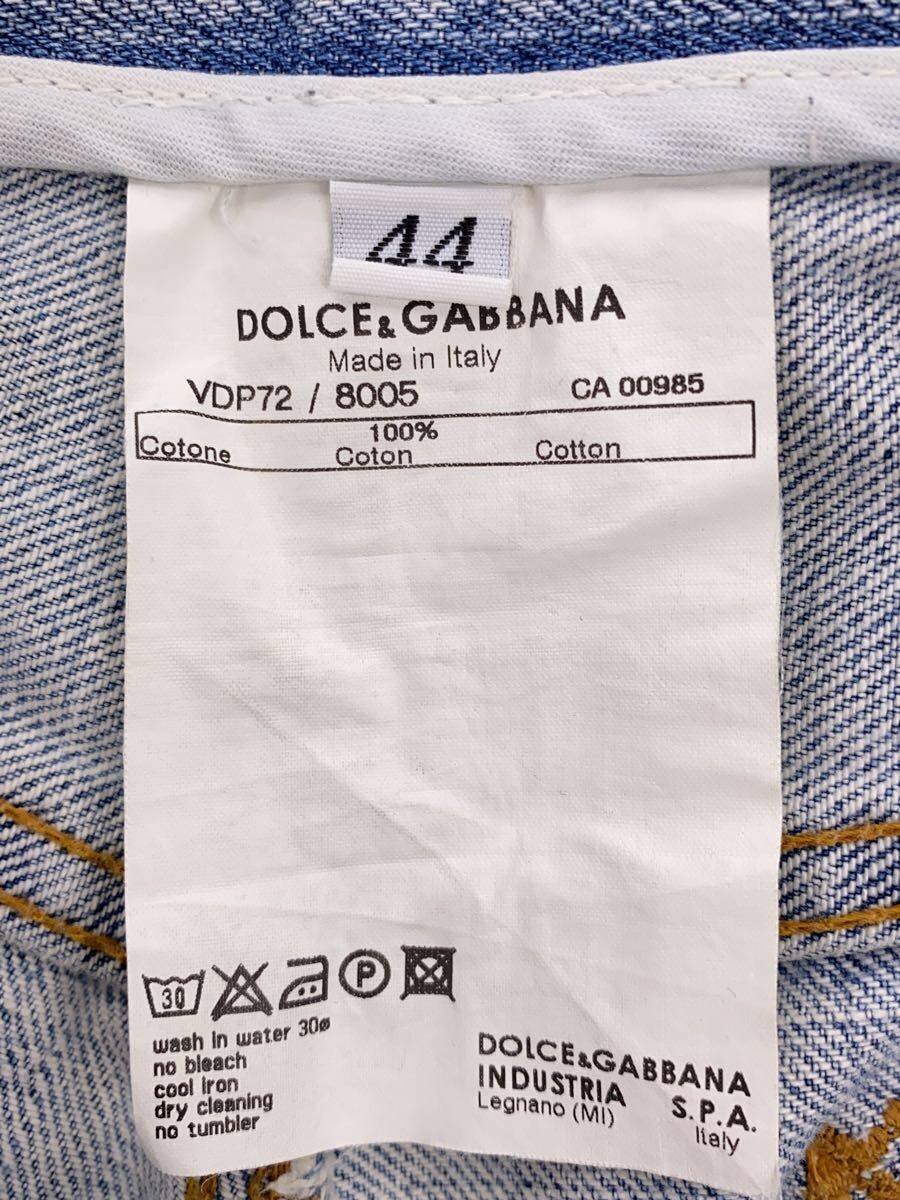 44
DOLCE&GABBANA
Made in Italy
VDP72 / 8005 CA 00985
100%
Cotone Coton Cotton
30 P
wash in water 30ø
no bleach
cool iron
dry cleaning
no tumbler
DOLCE&GABBANA
INDUSTRIA S.P.A.
Legnano (MI) Italy